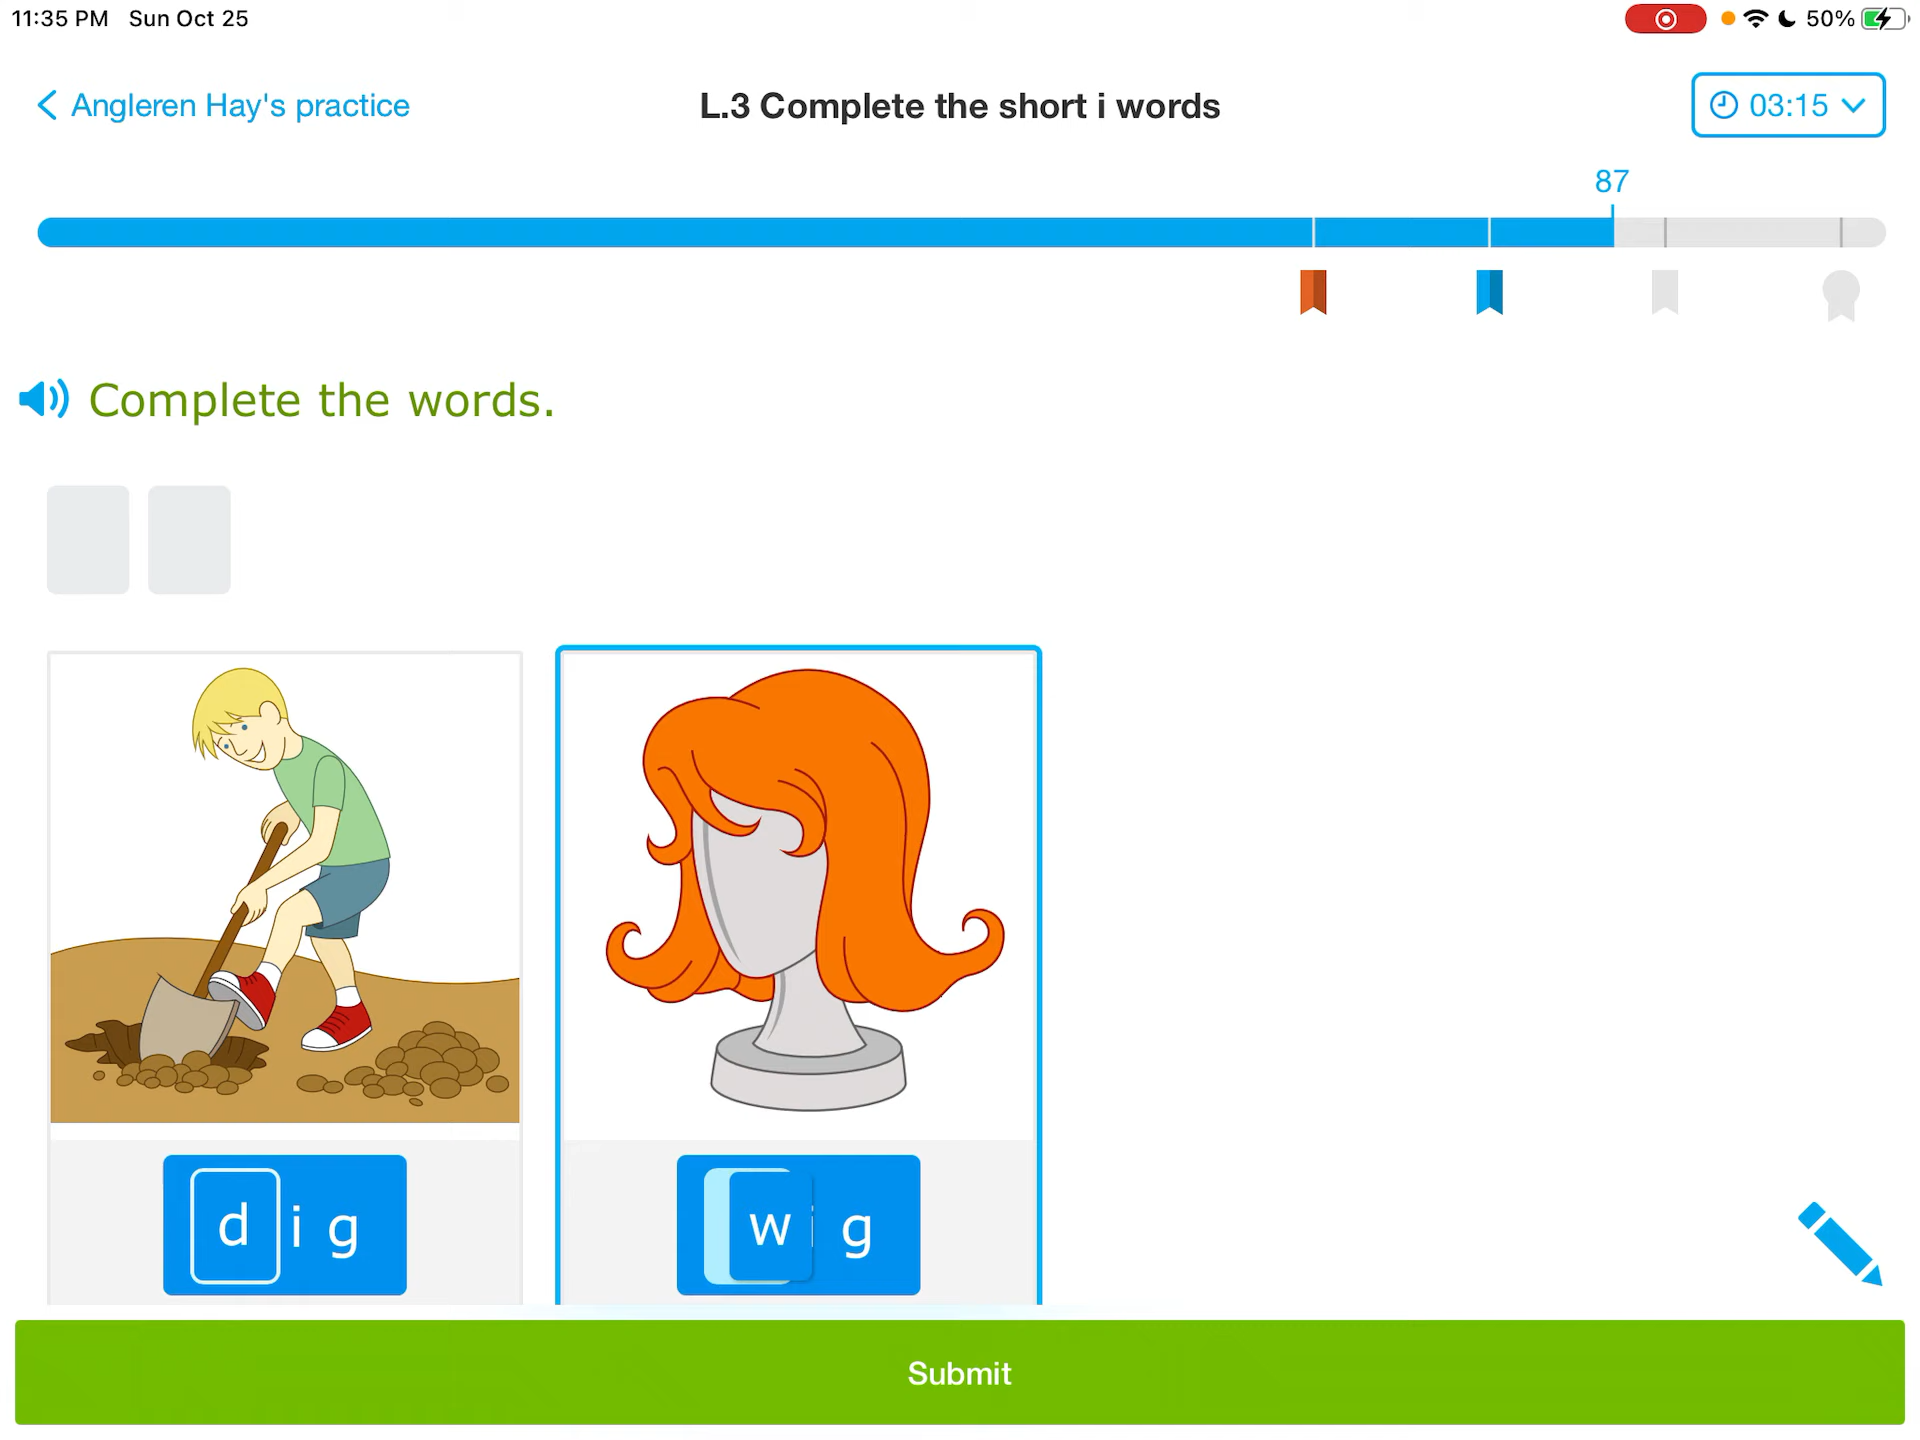 11:35 PM Sun Oct 25
50%
Angleren Hay's practice
L.3 Complete the short i words
03:15
87
Complete the words.
d i g
w i g
Submit